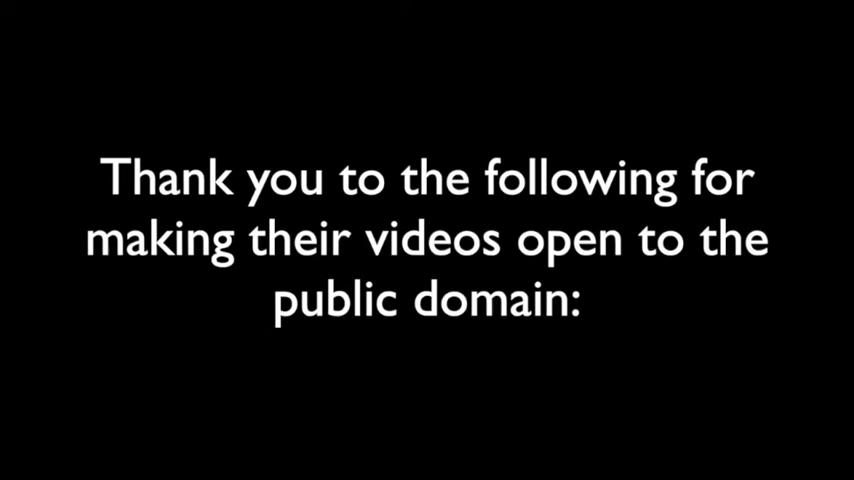 Thank you to the following for
making their videos open to the
public domain: